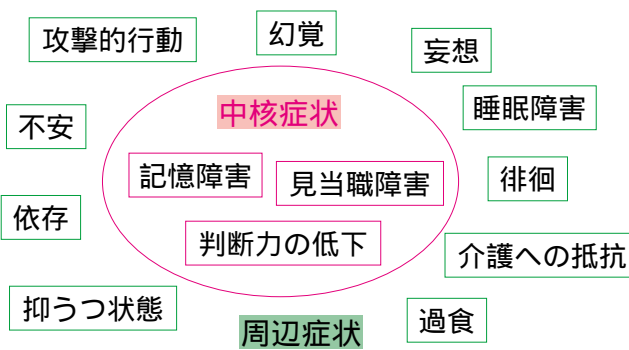 攻撃的行動
幻覚
妄想
不安
中核症状
睡眠障害
記憶障害
見当職障害
徘徊
依存
判断力の低下
介護への抵抗
抑うつ状態
周辺症状
過食